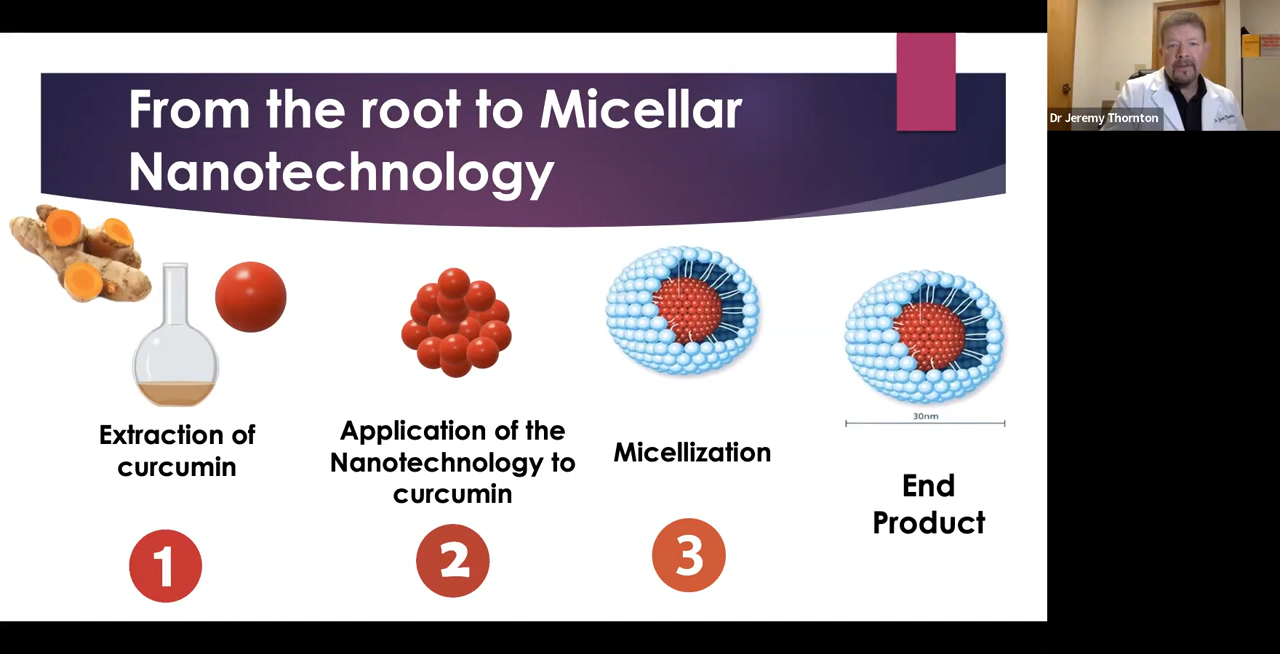 From the root to Micellar
Nanotechnology
Dr Jeremy Thornton
30nm
Extraction of
curcumin
Application of the
Nanotechnology to
curcumin
Micellization
End
Product
1
2
3